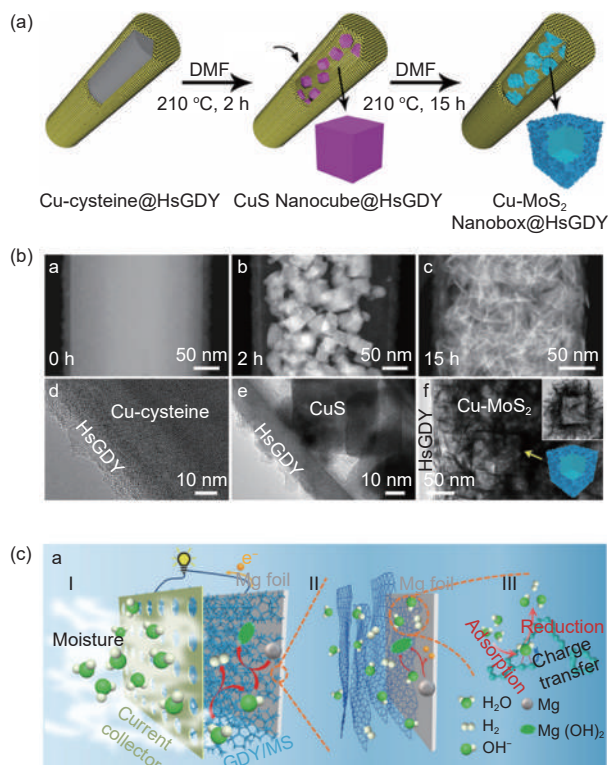 (a)
DMF
210 °C, 2 h
DMF
210 °C, 15 h
Cu-cysteine@HsGDY
CuS Nanocube@HsGDY
Cu-MoS₂
Nanobox@HsGDY
(b)
a
0 h
50 nm
b
2 h
50 nm
c
15 h
50 nm
d
Cu-cysteine
HsGDY
10 nm
e
CuS
HsGDY
10 nm
f
Cu-MoS₂
HsGDY
50 nm
(c)
a
I
e⁻
Mg foil
Moisture
Current
collector
GDY/MS
II
Mg foil
III
Adsorption
Reduction
Charge
transfer
H₂O
Mg
H₂
Mg (OH)₂
OH⁻